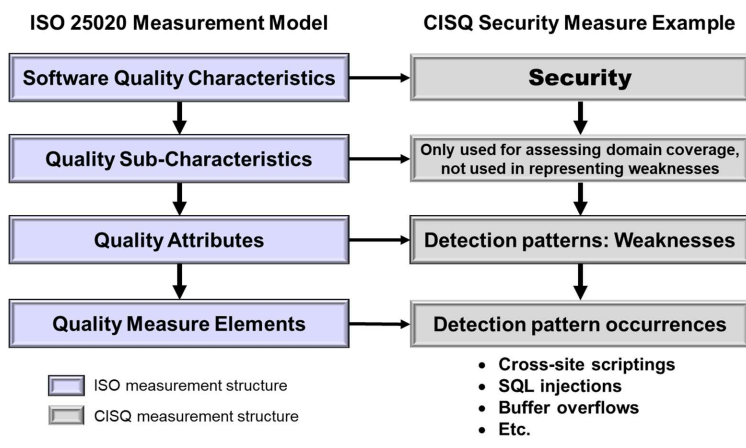 ISO 25020 Measurement Model
CISQ Security Measure Example
Software Quality Characteristics
Security
Quality Sub-Characteristics
Only used for assessing domain coverage,
not used in representing weaknesses
Quality Attributes
Detection patterns: Weaknesses
Quality Measure Elements
Detection pattern occurrences
• Cross-site scriptings
• SQL injections
• Buffer overflows
• Etc.
ISO measurement structure
CISQ measurement structure